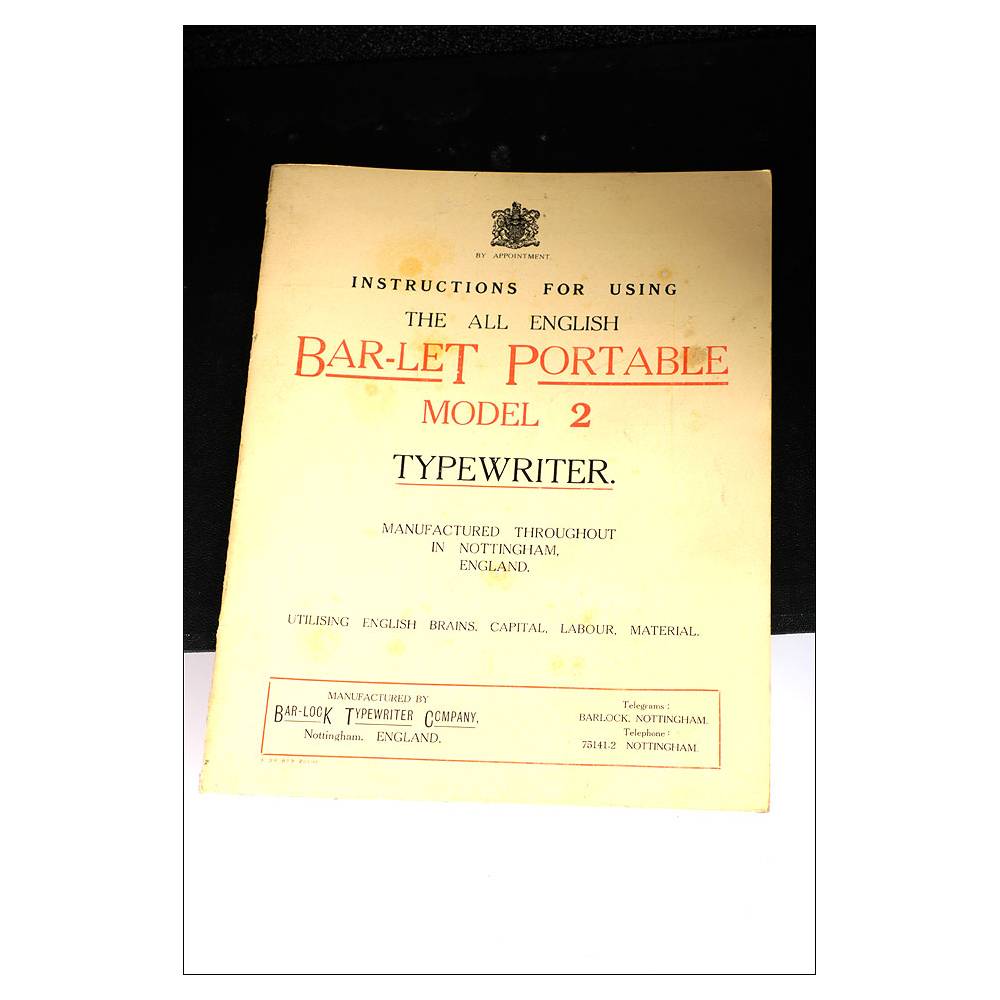 BY APPOINTMENT.
INSTRUCTIONS FOR USING
THE ALL ENGLISH
BAR-LET PORTABLE
MODEL 2
TYPEWRITER.
MANUFACTURED THROUGHOUT
IN NOTTINGHAM,
ENGLAND.
UTILISING ENGLISH BRAINS, CAPITAL, LABOUR, MATERIAL.
MANUFACTURED BY
BAR-LOCK TYPEWRITER COMPANY,
Nottingham, ENGLAND.
Telegrams:
BARLOCK, NOTTINGHAM.
Telephone:
75141-2 NOTTINGHAM.